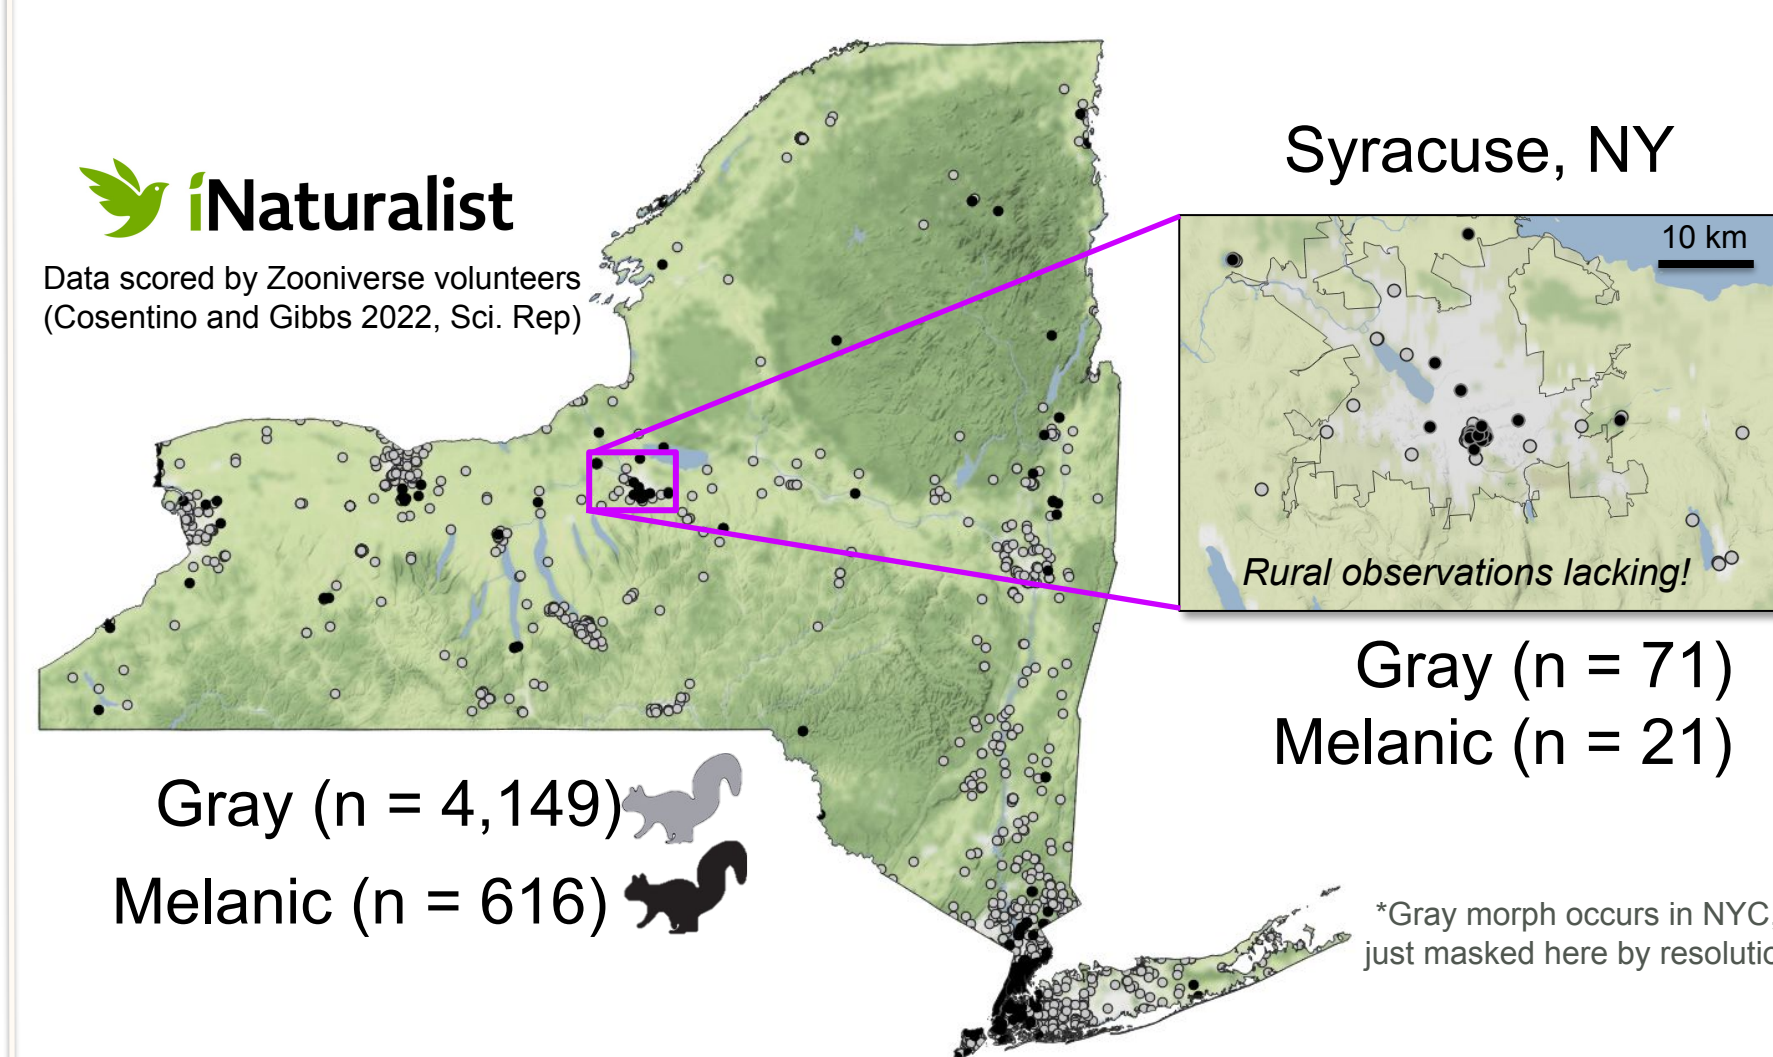 iNaturalist
Data scored by Zooniverse volunteers
(Cosentino and Gibbs 2022, Sci. Rep)
Syracuse, NY
10 km
Rural observations lacking!
Gray (n = 71)
Melanic (n = 21)
Gray (n = 4,149)
Melanic (n = 616)
*Gray morph occurs in NYC,
just masked here by